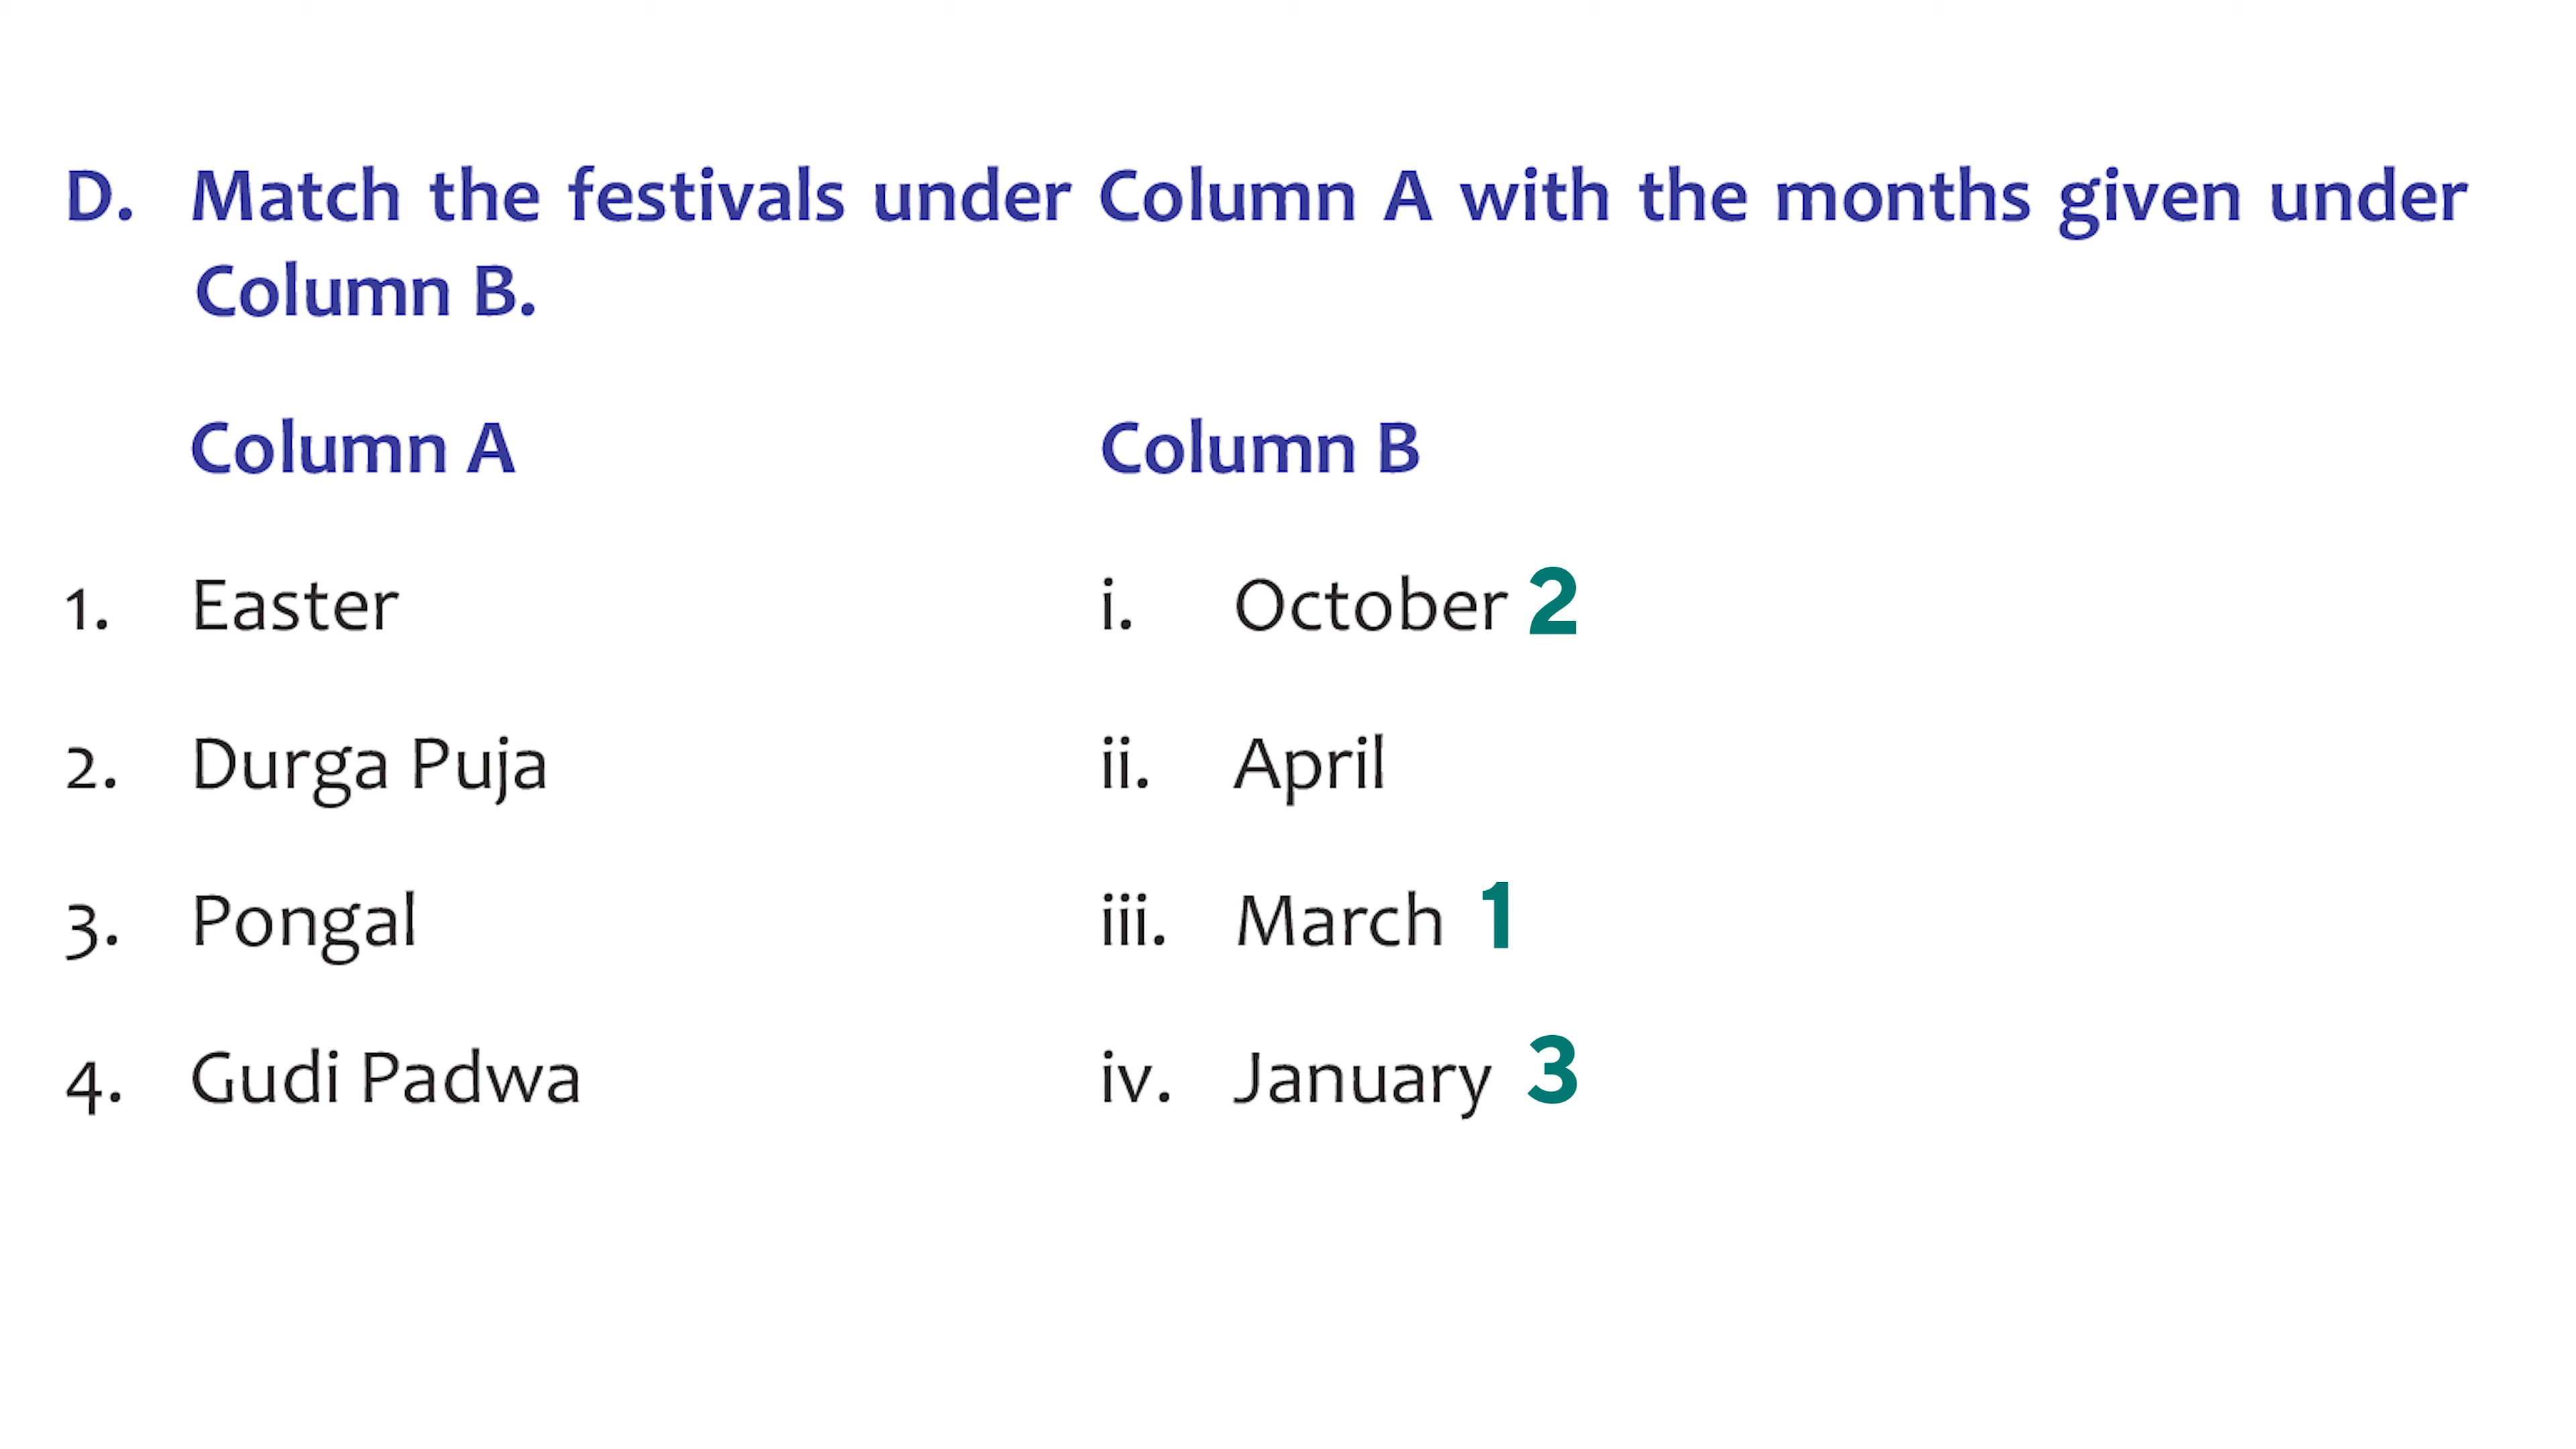 D. Match the festivals under Column A with the months given under
Column B.
Column A Column B
1. Easter i. October 2
2. Durga Puja ii. April
3. Pongal iii. March 1
4. Gudi Padwa iv. January 3